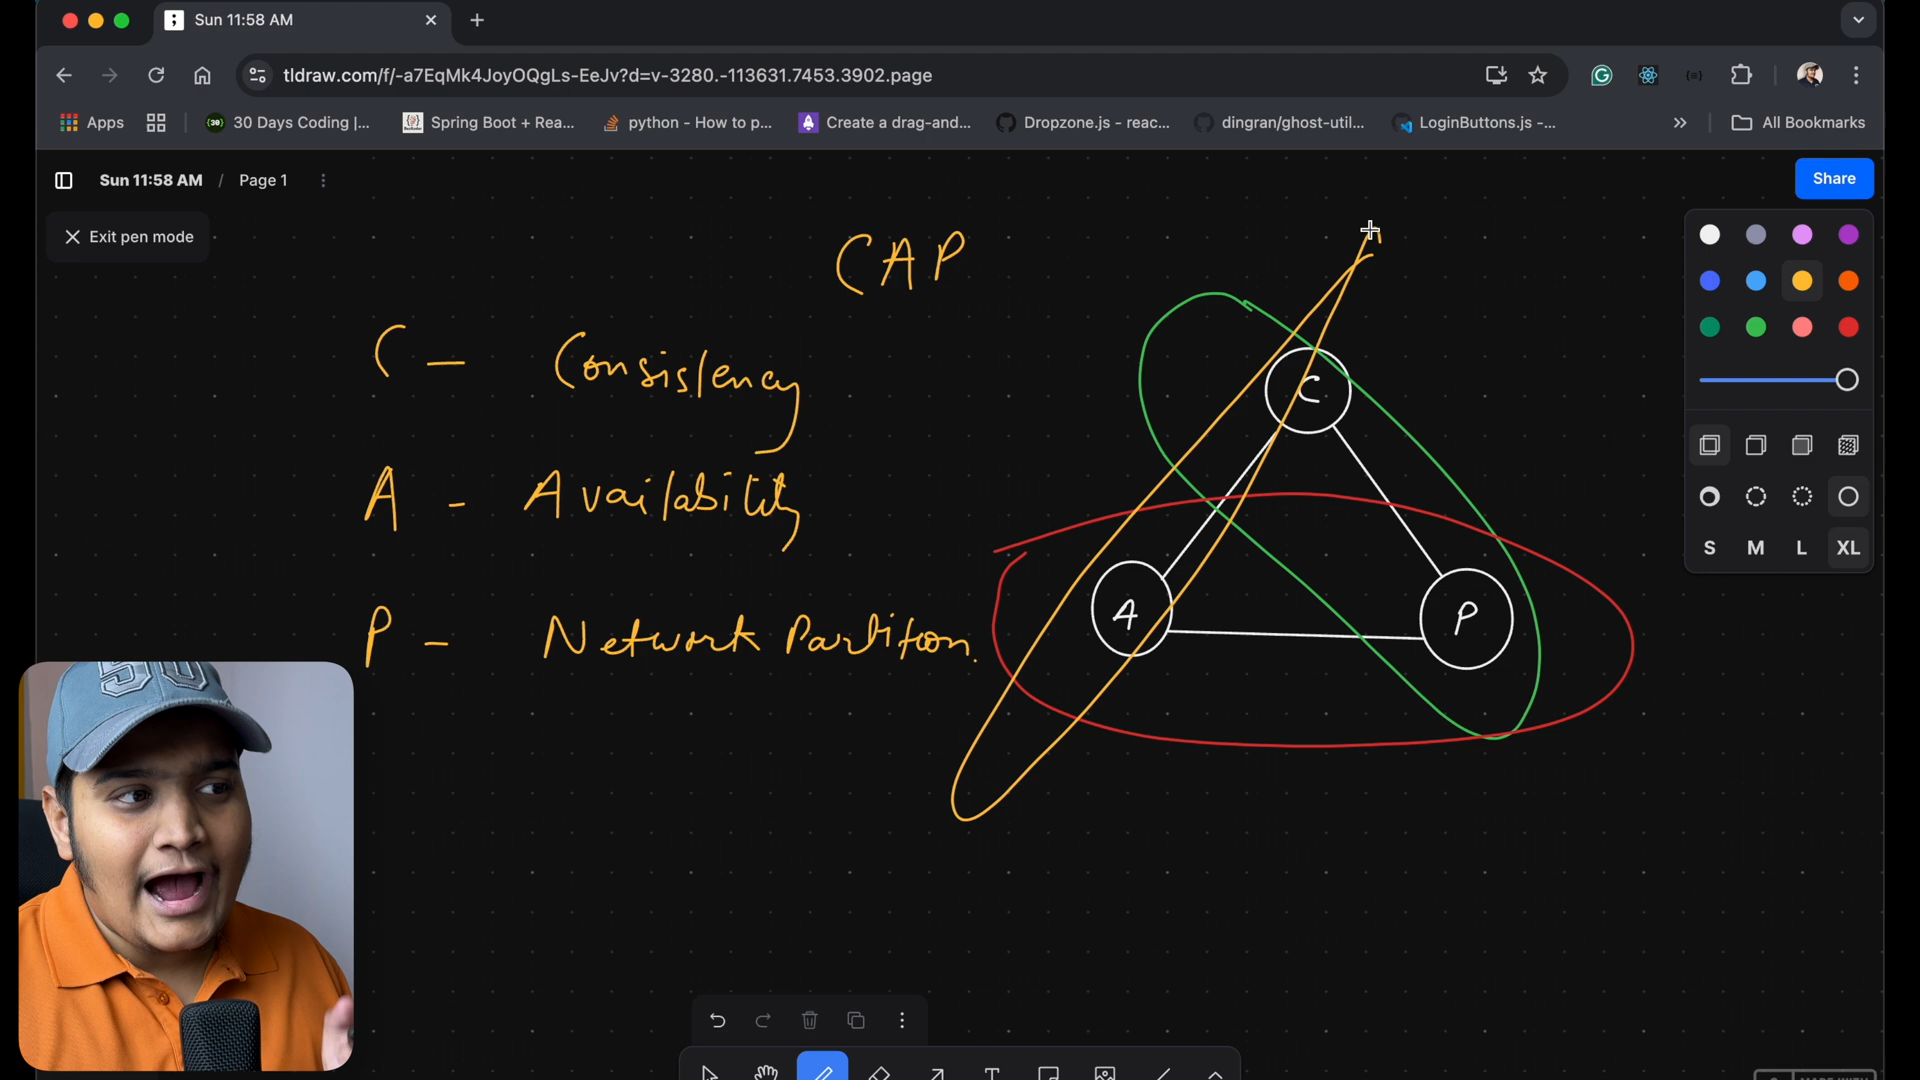 Sun 11:58 AM
tldraw.com/f/-a7EqMk4JoyOQgLs-EeJv?d=v-3280.-113631.7453.3902.page
Apps
30 Days Coding |...
Spring Boot + Rea...
python - How to p...
Create a drag-and...
Dropzone.js - reac...
dingran/ghost-util...
LoginButtons.js -...
All Bookmarks
Sun 11:58 AM / Page 1
Share
Exit pen mode
CAP
C - Consistency
A - Availability
P - Network Partition.
C
A
P
S M L XL